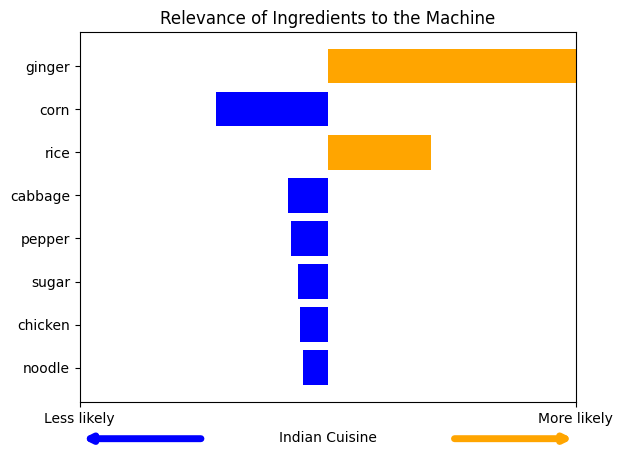 Relevance of Ingredients to the Machine
ginger
corn
rice
cabbage
pepper
sugar
chicken
noodle
Less likely
More likely
Indian Cuisine